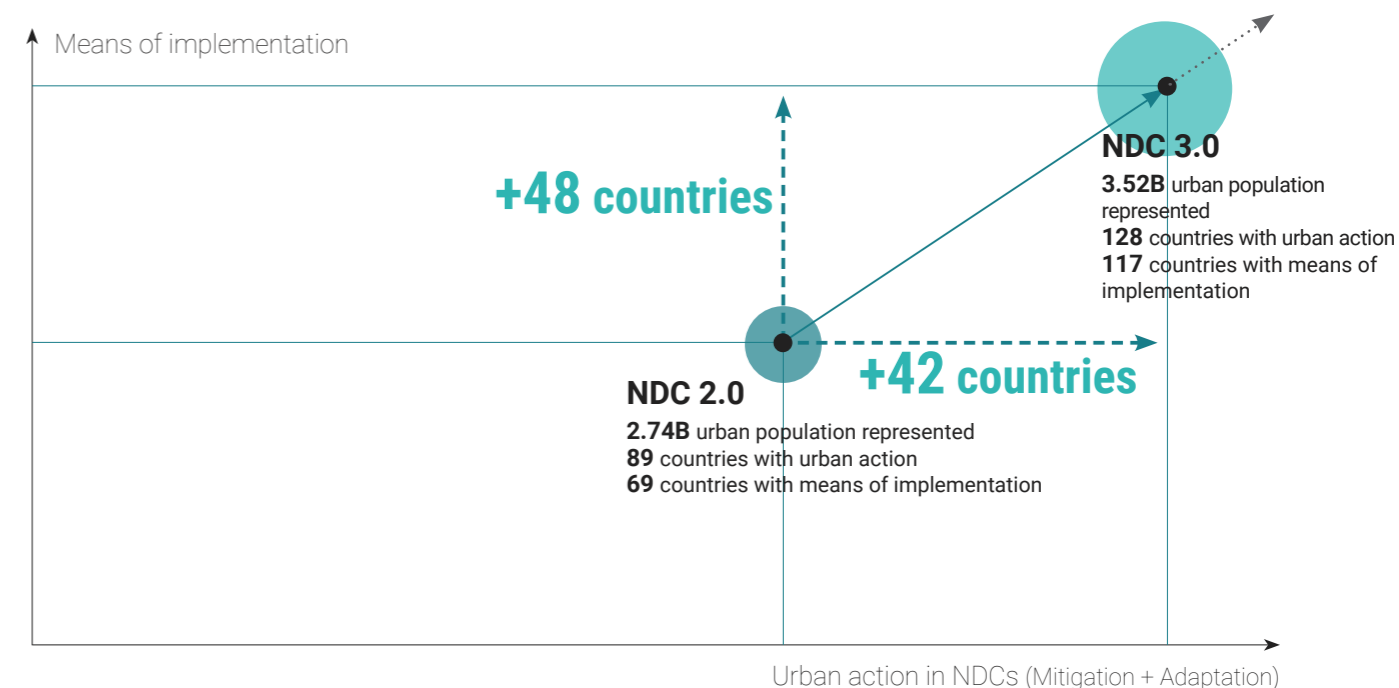 Means of implementation
+48 countries
NDC 3.0
3.52B urban population
represented
128 countries with urban action
117 countries with means of
implementation
+42 countries
NDC 2.0
2.74B urban population represented
89 countries with urban action
69 countries with means of implementation
Urban action in NDCs (Mitigation + Adaptation)